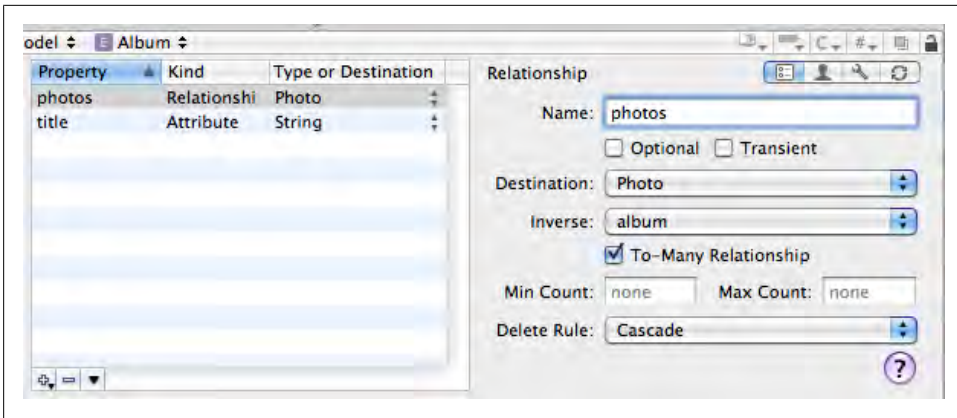 odel Album
Property Kind Type or Destination
photos Relationshi Photo
title Attribute String
C #
Relationship
Name: photos
Optional Transient
Destination: Photo
Inverse: album
To-Many Relationship
Min Count: none Max Count: none
Delete Rule: Cascade
?